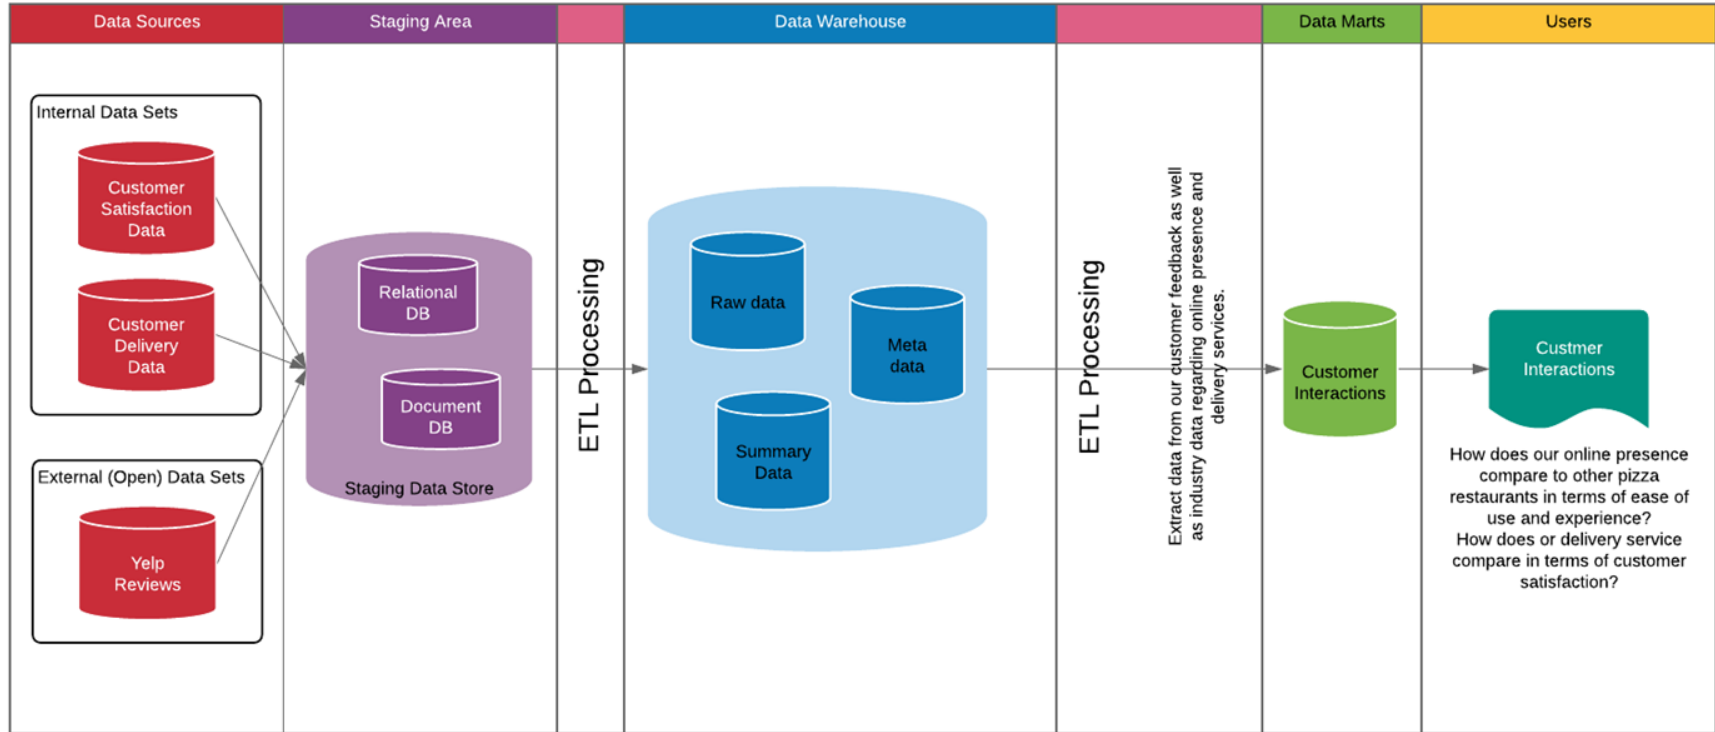 Data Sources
Staging Area
Data Warehouse
Data Marts
Users
Internal Data Sets
Customer
Satisfaction
Data
Customer
Delivery
Data
External (Open) Data Sets
Yelp
Reviews
Relational
DB
Document
DB
Staging Data Store
ETL Processing
Raw data
Meta
data
Summary
Data
ETL Processing
Extract data from our customer feedback as well
as industry data regarding online presence and
delivery services.
Customer
Interactions
Custmer
Interactions
How does our online presence
compare to other pizza
restaurants in terms of ease of
use and experience?
How does or delivery service
compare in terms of customer
satisfaction?